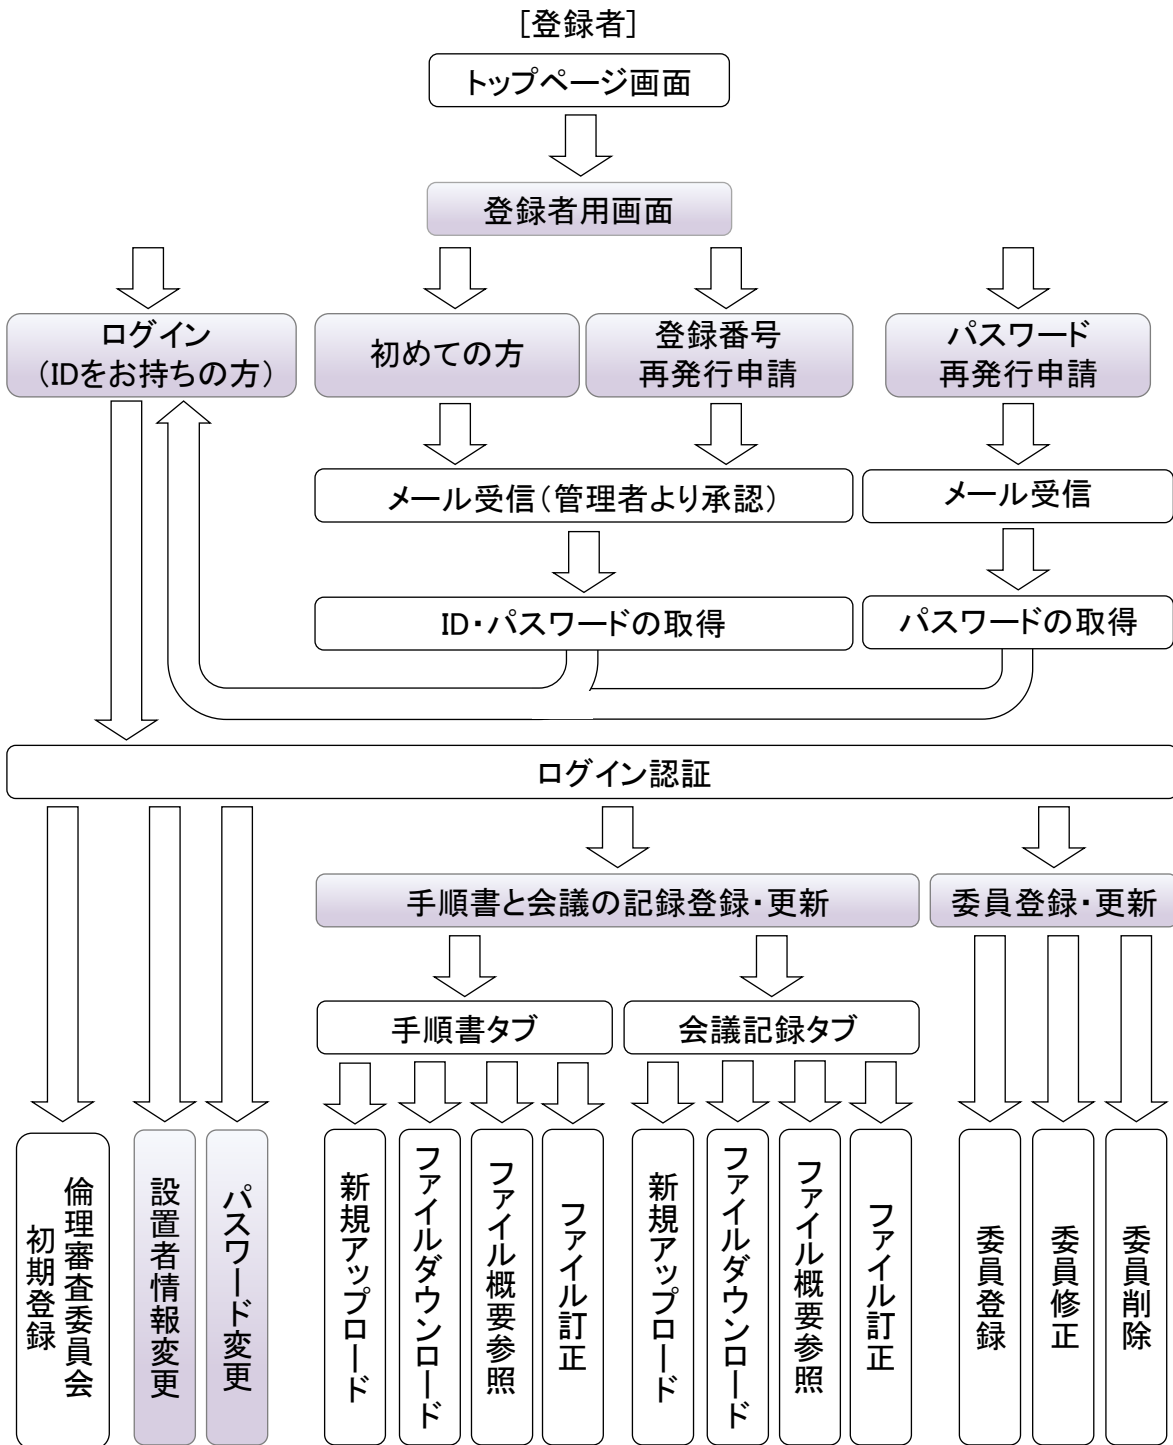 [登録者]
トップページ画面
登録者用画面
ログイン
（IDをお持ちの方）
初めての方
登録番号
再発行申請
パスワード
再発行申請
メール受信（管理者より承認）
メール受信
ID・パスワードの取得
パスワードの取得
ログイン認証
手順書と会議の記録登録・更新
委員登録・更新
手順書タブ
会議記録タブ
倫理審査委員会
初期登録
設置者情報変更
パスワード変更
新規アップロード
ファイルダウンロード
ファイル概要参照
ファイル訂正
新規アップロード
ファイルダウンロード
ファイル概要参照
ファイル訂正
委員登録
委員修正
委員削除